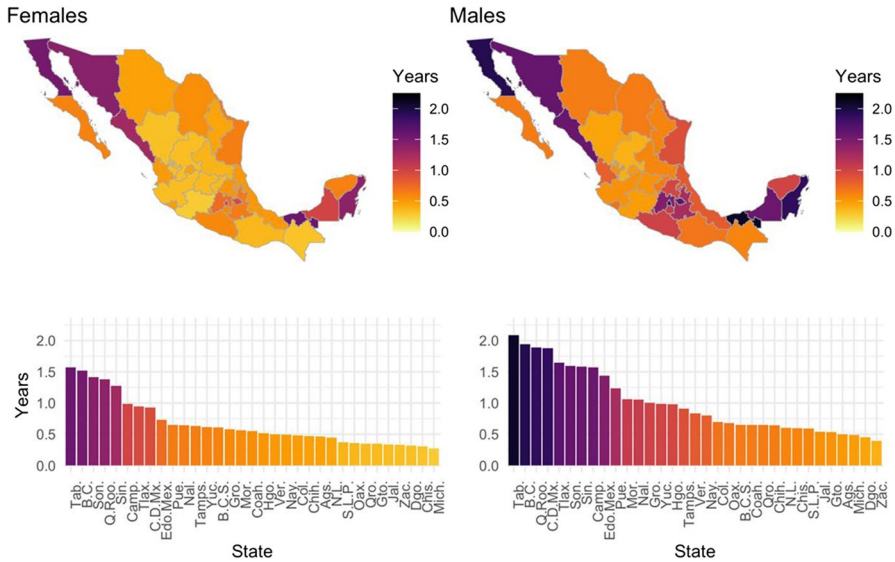 Females
Males
Years
2.0
1.5
1.0
0.5
0.0
Years
2.0
1.5
1.0
0.5
0.0
Years
2.0
1.5
1.0
0.5
0.0
Tab.
B.C.
Son.
Q.Roo.
Sin.
Camp.
Tlax.
C.D.Mx.
Edo.Mex.
Pue.
Nal.
Tamps.
Yuc.
B.C.S.
Gro.
Mor.
Coah.
Hgo.
Ver.
Nay.
Col.
Chih.
Ags.
N.L.
S.L.P.
Oax.
Qro.
Gto.
Jal.
Zac.
Dgo.
Chis.
Mich.
State
2.0
1.5
1.0
0.5
0.0
Tab.
B.C.
Q.Roo.
C.D.Mx.
Tlax.
Son.
Sin.
Camp.
Edo.Mex.
Pue.
Mor.
Nal.
Gro.
Yuc.
Hgo.
Tamps.
Ver.
Nay.
Col.
Oax.
B.C.S.
Coah.
Qro.
Chih.
N.L.
Chis.
S.L.P.
Jal.
Gto.
Ags.
Mich.
Dgo.
Zac.
State